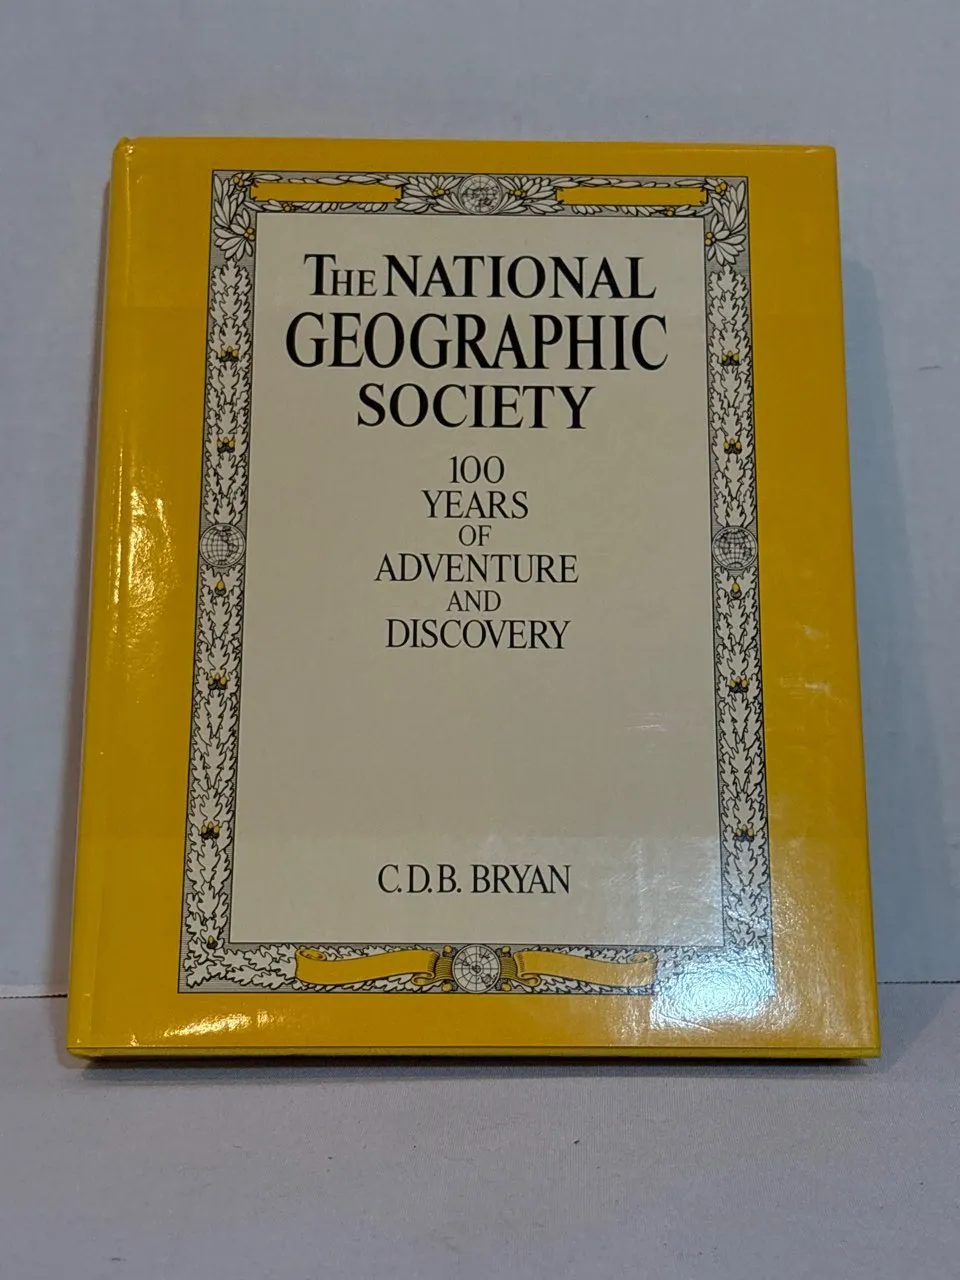 THE NATIONAL
GEOGRAPHIC
SOCIETY
100
YEARS
OF
ADVENTURE
AND
DISCOVERY
C.D.B. BRYAN